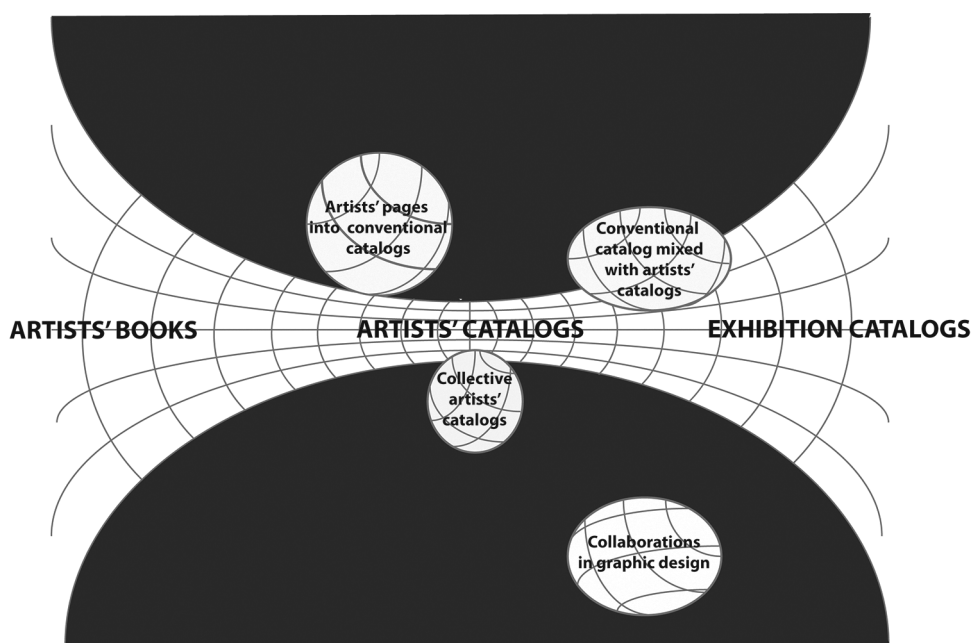 Artists’ pages
into conventional
catalogs
Conventional
catalog mixed
with artists’
catalogs
ARTISTS’ BOOKS
ARTISTS’ CATALOGS
EXHIBITION CATALOGS
Collective
artists’
catalogs
Collaborations
in graphic design